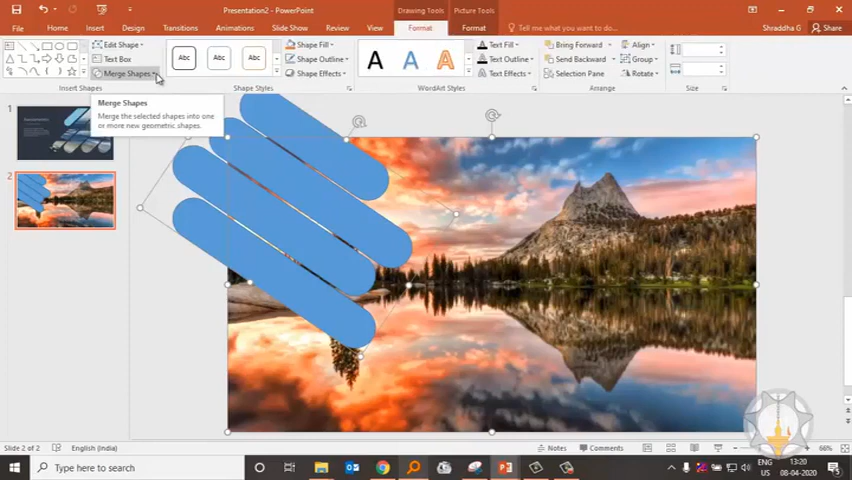 Presentation2 - PowerPoint
Drawing Tools
Picture Tools
Shraddha G
File
Home
Insert
Design
Transitions
Animations
Slide Show
Review
View
Format
Format
Tell me what you want to do...
Share
Edit Shape
Text Box
Merge Shapes
Insert Shapes
Abc
Abc
Abc
Shape Fill
Shape Outline
Shape Effects
Shape Styles
A
A
A
Text Fill
Text Outline
Text Effects
WordArt Styles
Bring Forward
Send Backward
Selection Pane
Align
Group
Rotate
Arrange
Size
Merge Shapes
Merge the selected shapes into one
or more new geometric shapes.
1
2
Slide 2 of 2
English (India)
Notes
Comments
66%
Type here to search
ENG
US
13:20
08-04-2020